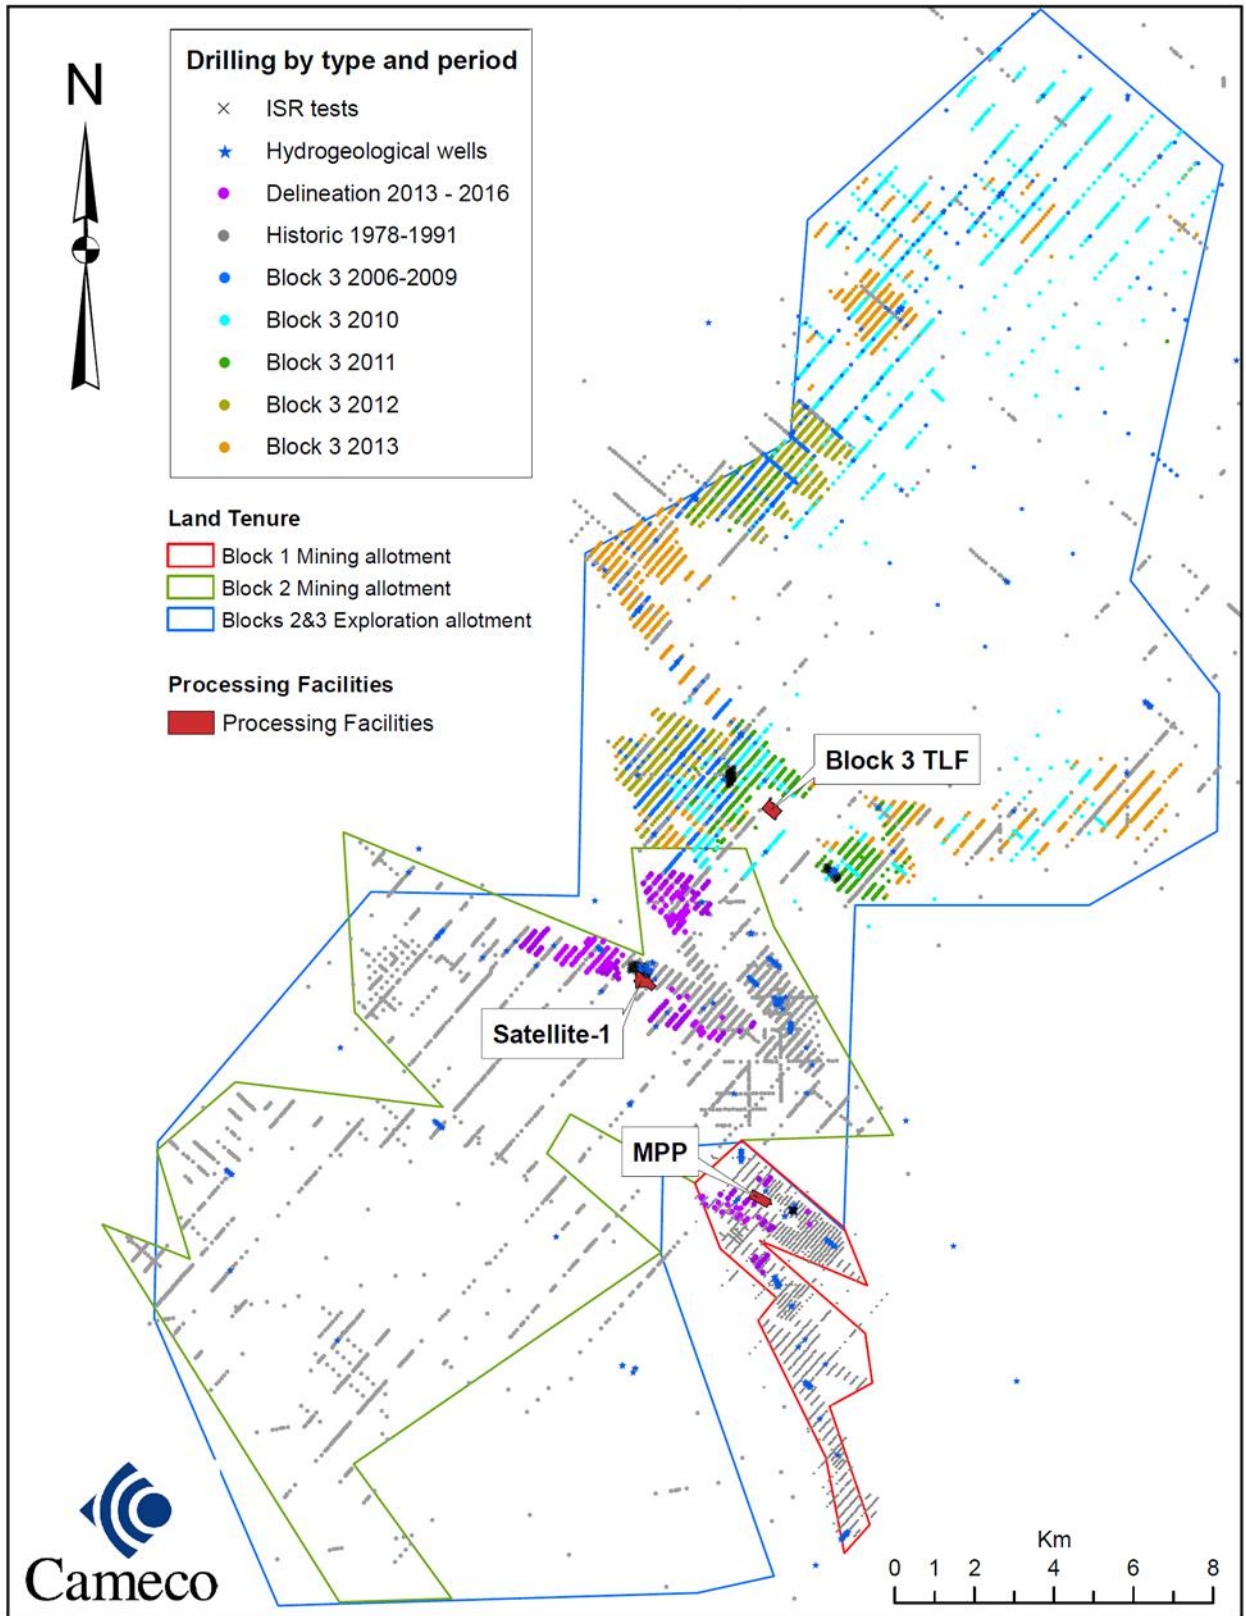 N
Drilling by type and period
ISR tests
Hydrogeological wells
Delineation 2013 - 2016
Historic 1978-1991
Block 3 2006-2009
Block 3 2010
Block 3 2011
Block 3 2012
Block 3 2013
Land Tenure
Block 1 Mining allotment
Block 2 Mining allotment
Blocks 2&3 Exploration allotment
Processing Facilities
Processing Facilities
Block 3 TLF
Satellite-1
MPP
Cameco
Km
0 1 2 4 6 8